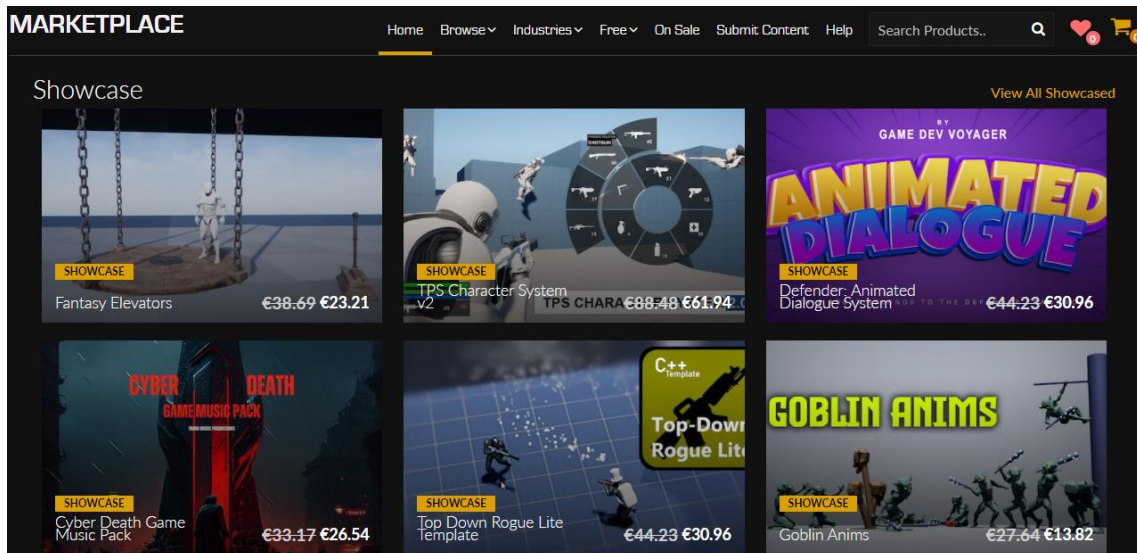 MARKETPLACE
Home Browse Industries Free On Sale Submit Content Help Search Products.. 0
Showcase View All Showcased
SHOWCASE
Fantasy Elevators €38.69 €23.21
SHOWCASE
TPS Character System
v2 €88.48 €61.94
BY
GAME DEV VOYAGER
ANIMATED
DIALOGUE
SHOWCASE
Defender: Animated
Dialogue System €44.23 €30.96
CYBER DEATH
GAME MUSIC PACK
SHOWCASE
Cyber Death Game
Music Pack €33.17 €26.54
C++
Template
Top-Down
Rogue Lite
SHOWCASE
Top Down Rogue Lite
Template €44.23 €30.96
GOBLIN ANIMS
SHOWCASE
Goblin Anims €27.64 €13.82